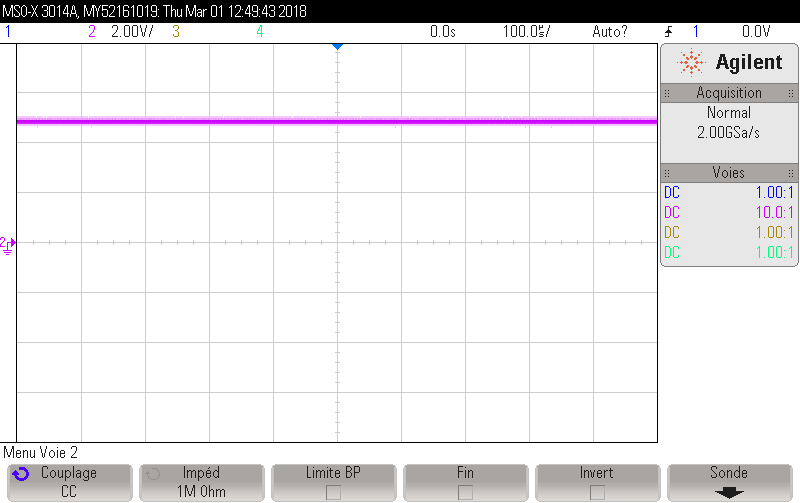 MSO-X 3014A, MY52161019: Thu Mar 01 12:49:43 2018
1 2 2.00V/ 3 4 0.0s 100.0s/ Auto? 1 0.0V
Agilent
Acquisition
Normal
2.00GSa/s
Voies
DC 1.00:1
DC 10.0:1
DC 1.00:1
DC 1.00:1
2
Menu Voie 2
Couplage
CC
Impéd
1M Ohm
Limite BP
Fin
Invert
Sonde